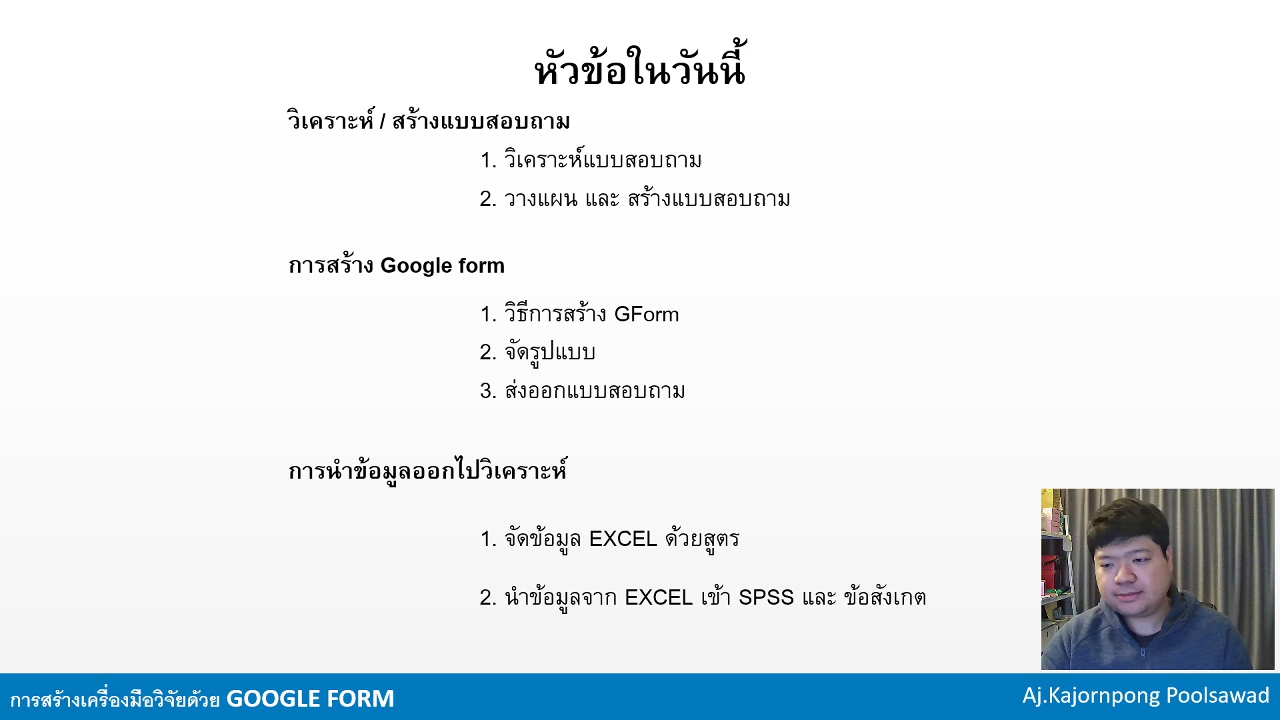 หัวข้อในวันนี้
วิเคราะห์ / สร้างแบบสอบถาม
1. วิเคราะห์แบบสอบถาม
2. วางแผน และ สร้างแบบสอบถาม
การสร้าง Google form
1. วิธีการสร้าง GForm
2. จัดรูปแบบ
3. ส่งออกแบบสอบถาม
การนำข้อมูลออกไปวิเคราะห์
1. จัดข้อมูล EXCEL ด้วยสูตร
2. นำข้อมูลจาก EXCEL เข้า SPSS และ ข้อสังเกต
การสร้างเครื่องมือวิจัยด้วย GOOGLE FORM
Aj.Kajornpong Poolsawad